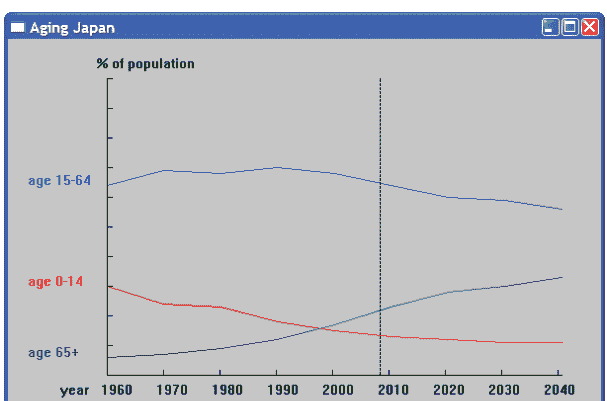 Aging Japan
% of population
age 15-64
age 0-14
age 65+
year 1960 1970 1980 1990 2000 2010 2020 2030 2040